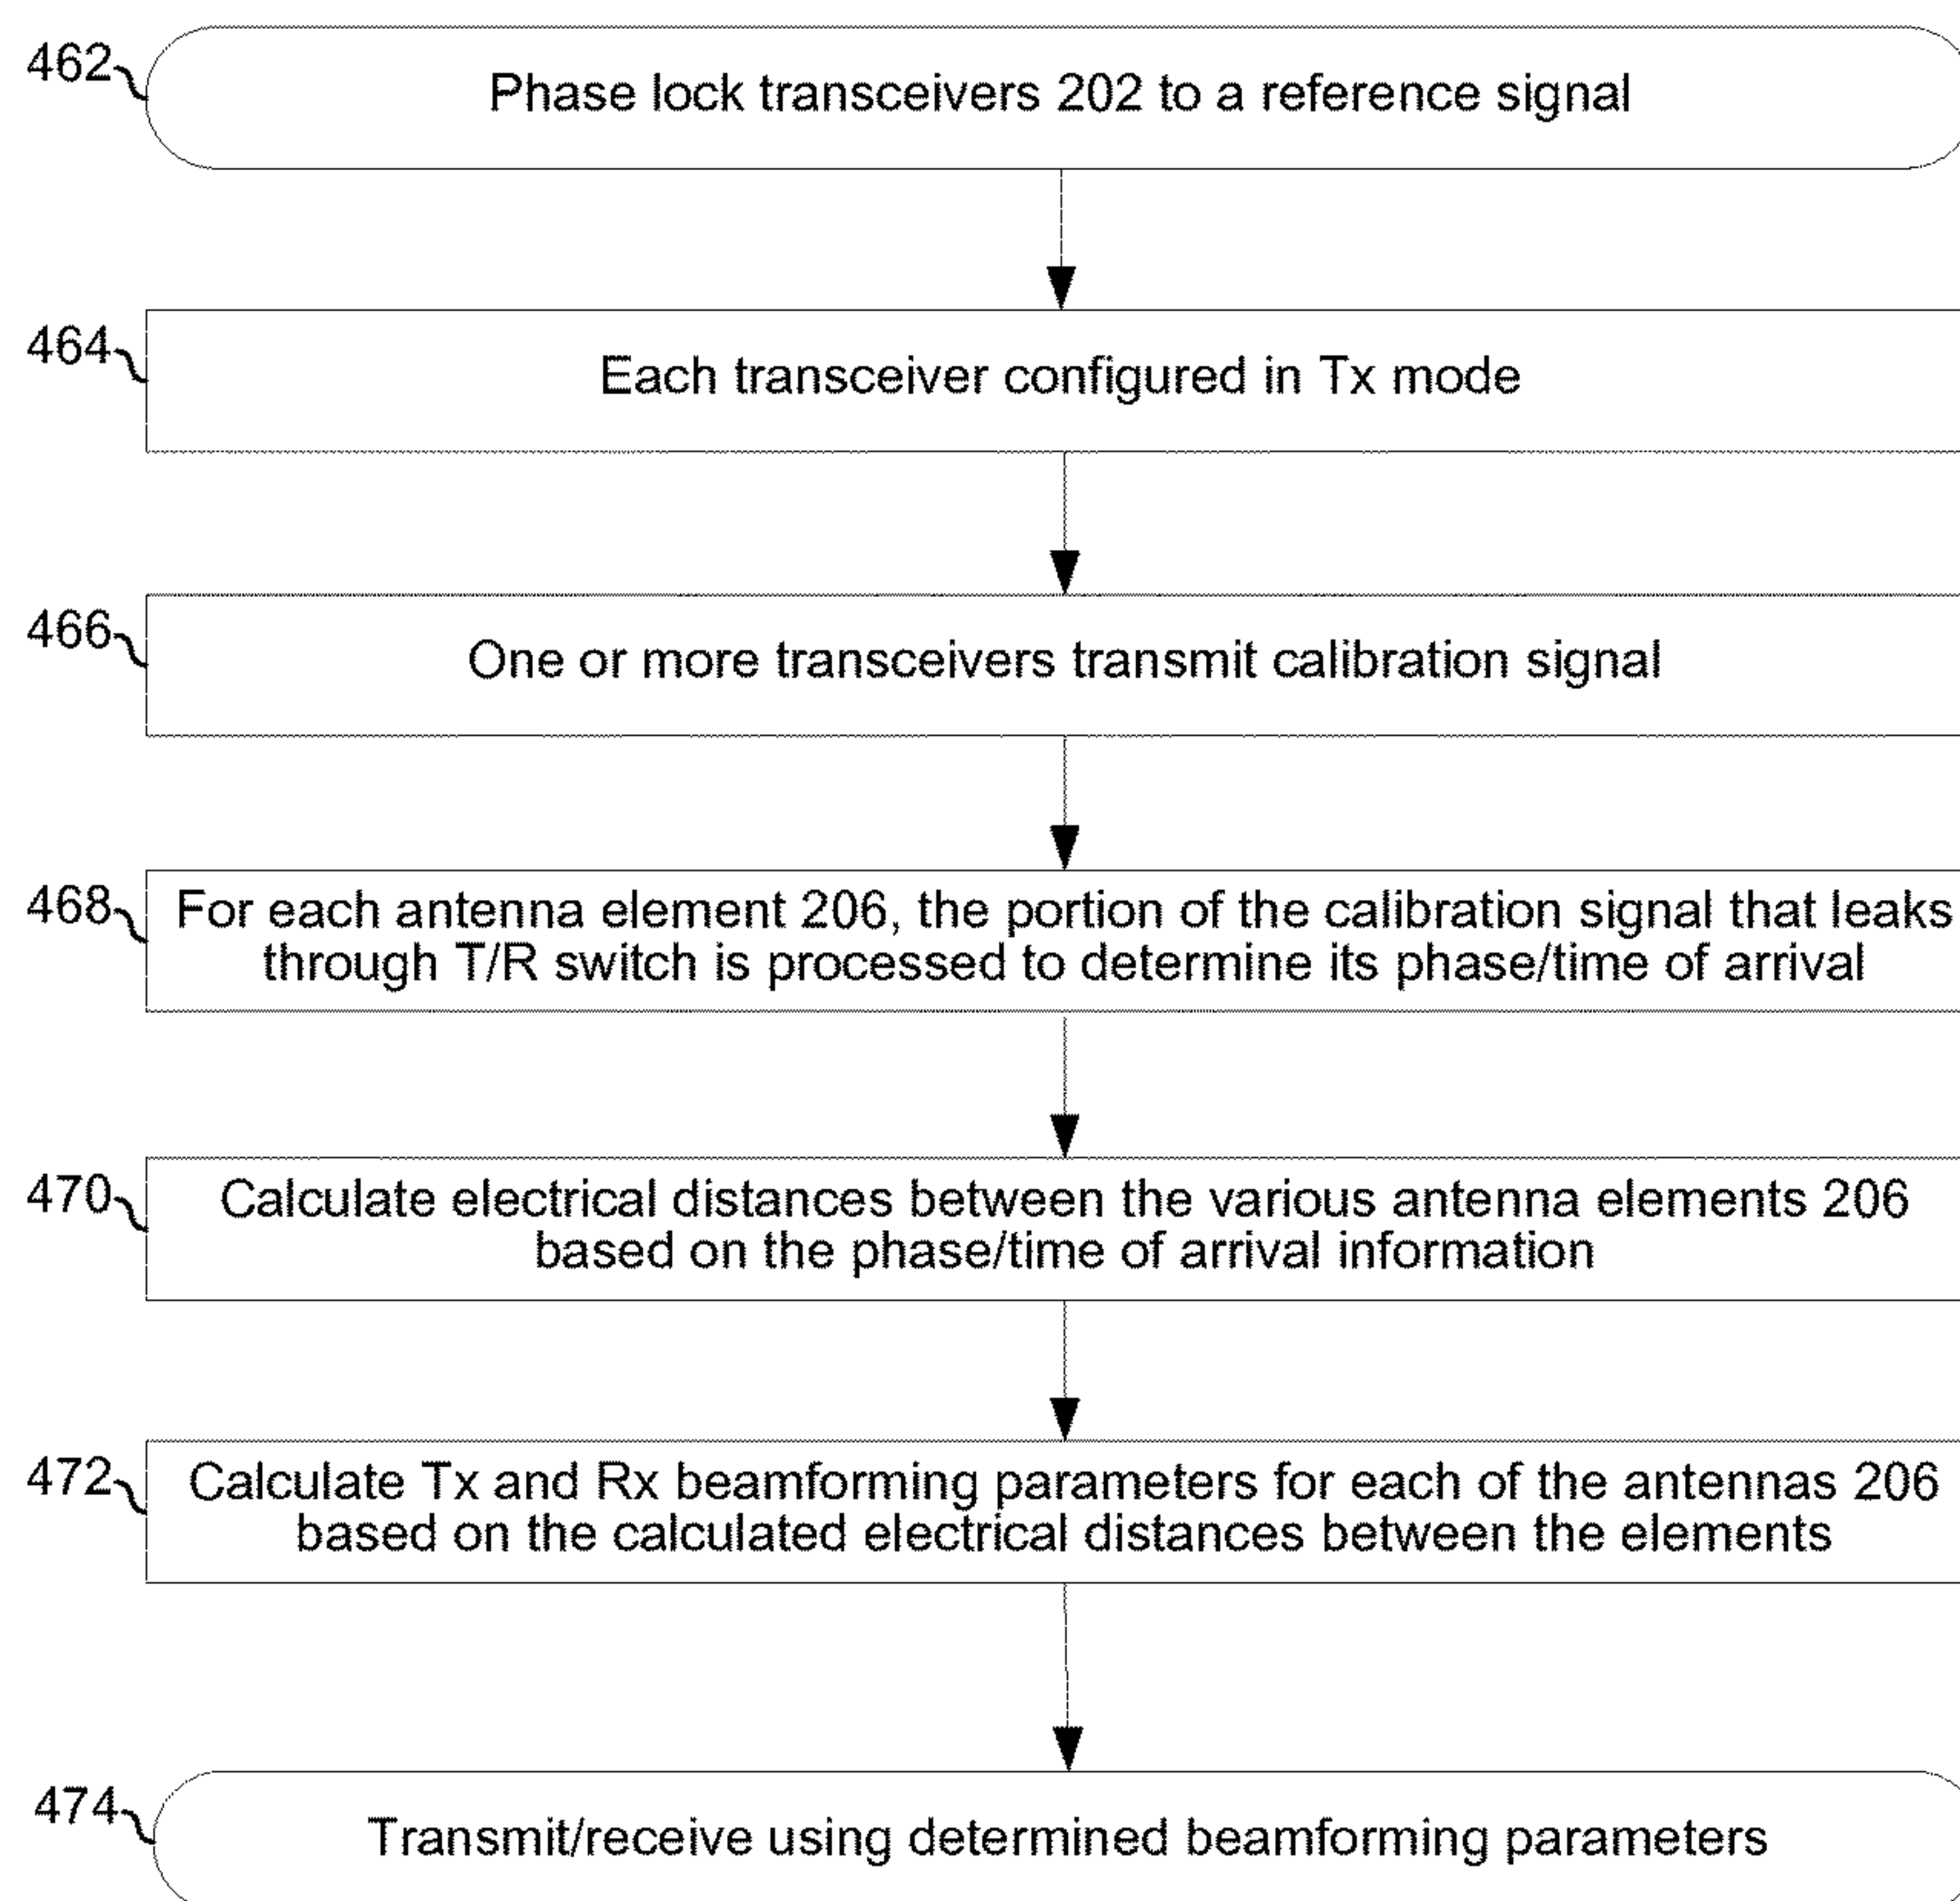 462
Phase lock transceivers 202 to a reference signal
464
Each transceiver configured in Tx mode
466
One or more transceivers transmit calibration signal
468
For each antenna element 206, the portion of the calibration signal that leaks
through T/R switch is processed to determine its phase/time of arrival
470
Calculate electrical distances between the various antenna elements 206
based on the phase/time of arrival information
472
Calculate Tx and Rx beamforming parameters for each of the antennas 206
based on the calculated electrical distances between the elements
474
Transmit/receive using determined beamforming parameters